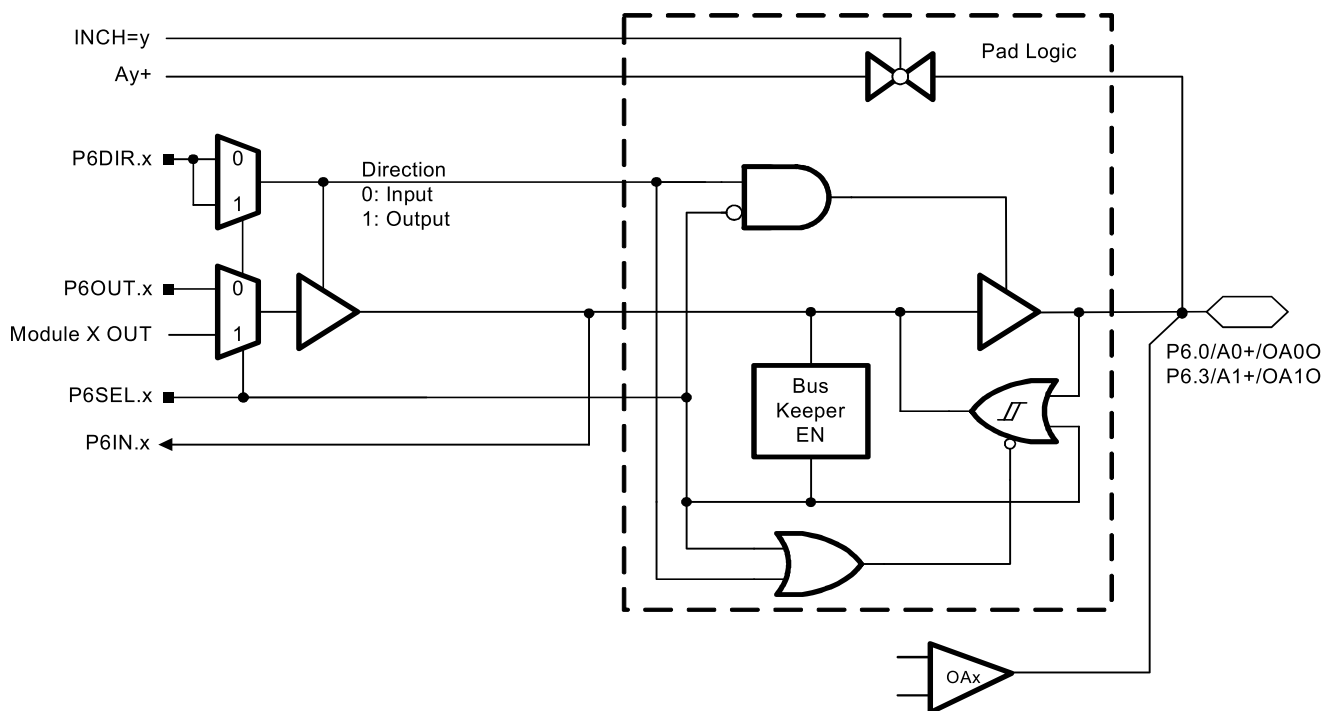 INCH=y
Pad Logic
Ay+
P6DIR.x
0
1
Direction
0: Input
1: Output
P6OUT.x
0
Module X OUT
1
P6.0/A0+/OA0O
P6.3/A1+/OA1O
P6SEL.x
Bus
Keeper
EN
P6IN.x
OAx